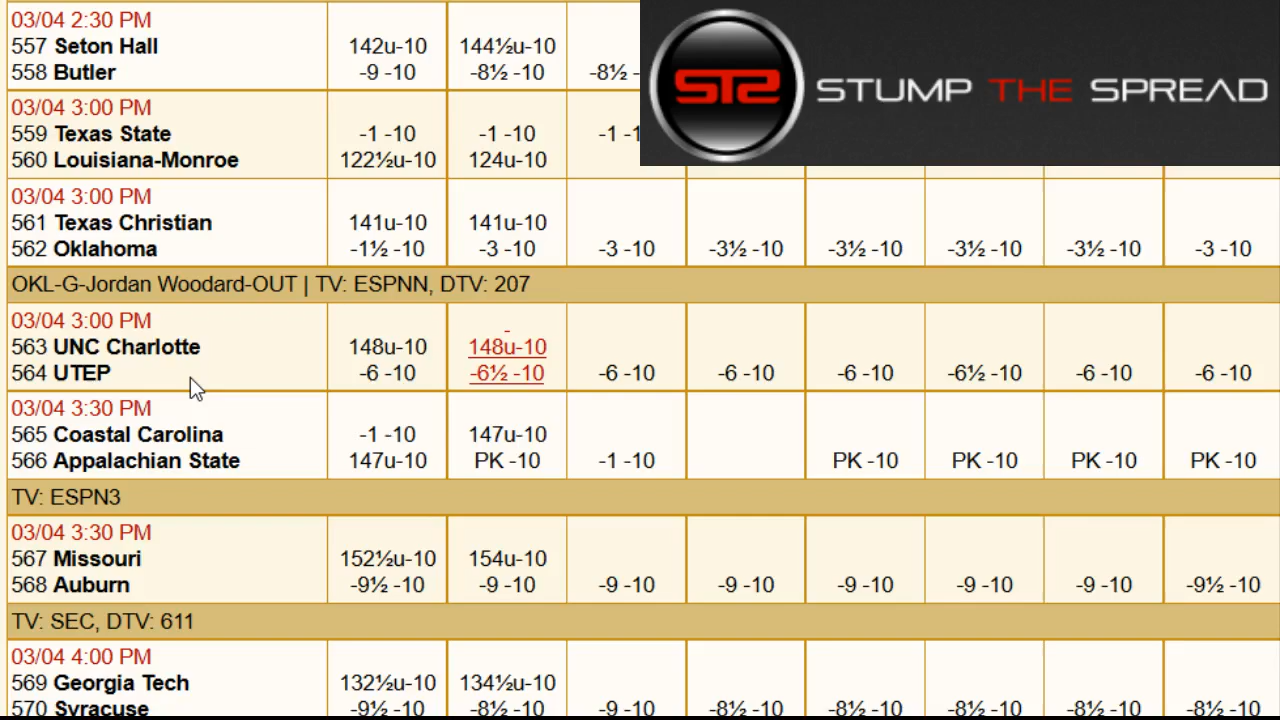 03/04 2:30 PM
557 Seton Hall 142u-10 144½u-10
558 Butler -9 -10 -8½ -10 -8½ -
STS STUMP THE SPREAD
03/04 3:00 PM
559 Texas State -1 -10 -1 -10 -1 -1
560 Louisiana-Monroe 122½u-10 124u-10
03/04 3:00 PM
561 Texas Christian 141u-10 141u-10
562 Oklahoma -1½ -10 -3 -10 -3 -10 -3½ -10 -3½ -10 -3½ -10 -3½ -10 -3 -10
OKL-G-Jordan Woodard-OUT | TV: ESPNN, DTV: 207
03/04 3:00 PM -
563 UNC Charlotte 148u-10 148u-10
564 UTEP -6 -10 -6½ -10 -6 -10 -6 -10 -6 -10 -6½ -10 -6 -10 -6 -10
03/04 3:30 PM
565 Coastal Carolina -1 -10 147u-10
566 Appalachian State 147u-10 PK -10 -1 -10 PK -10 PK -10 PK -10 PK -10
TV: ESPN3
03/04 3:30 PM
567 Missouri 152½u-10 154u-10
568 Auburn -9½ -10 -9 -10 -9 -10 -9 -10 -9 -10 -9 -10 -9 -10 -9½ -10
TV: SEC, DTV: 611
03/04 4:00 PM
569 Georgia Tech 132½u-10 134½u-10
570 Syracuse -9½ -10 -8½ -10 -9 -10 -8½ -10 -8½ -10 -8½ -10 -8½ -10 -8½ -10